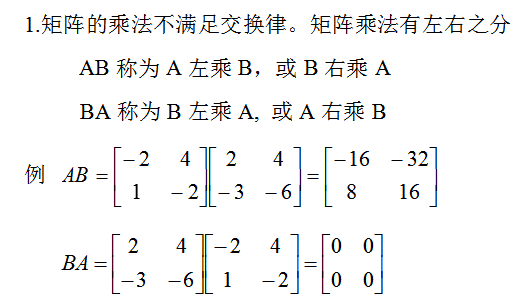 1.矩阵的乘法不满足交换律。矩阵乘法有左右之分
AB 称为 A 左乘 B，或 B 右乘 A
BA 称为 B 左乘 A, 或 A 右乘 B
例 AB = [−2 4; 1 −2][2 4; −3 −6] = [−16 −32; 8 16]
BA = [2 4; −3 −6][−2 4; 1 −2] = [0 0; 0 0]